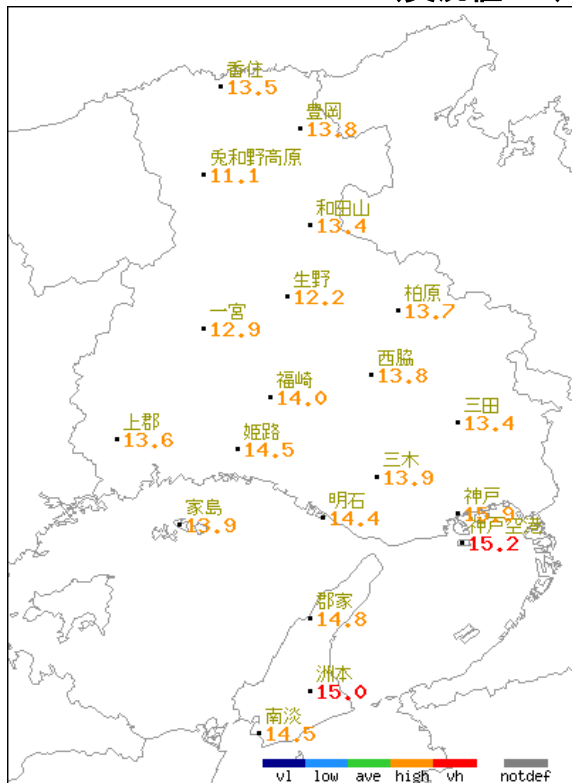 香住
13.5
豊岡
13.8
兎和野高原
11.1
和田山
13.4
生野
12.2
柏原
13.7
一宮
12.9
西脇
13.8
福崎
14.0
三田
13.4
上郡
13.6
姫路
14.5
三木
13.9
神戸
15.9
家島
13.9
明石
14.4
神戸空港
15.2
郡家
14.8
洲本
15.0
南淡
14.5
vl low ave high vh notdef